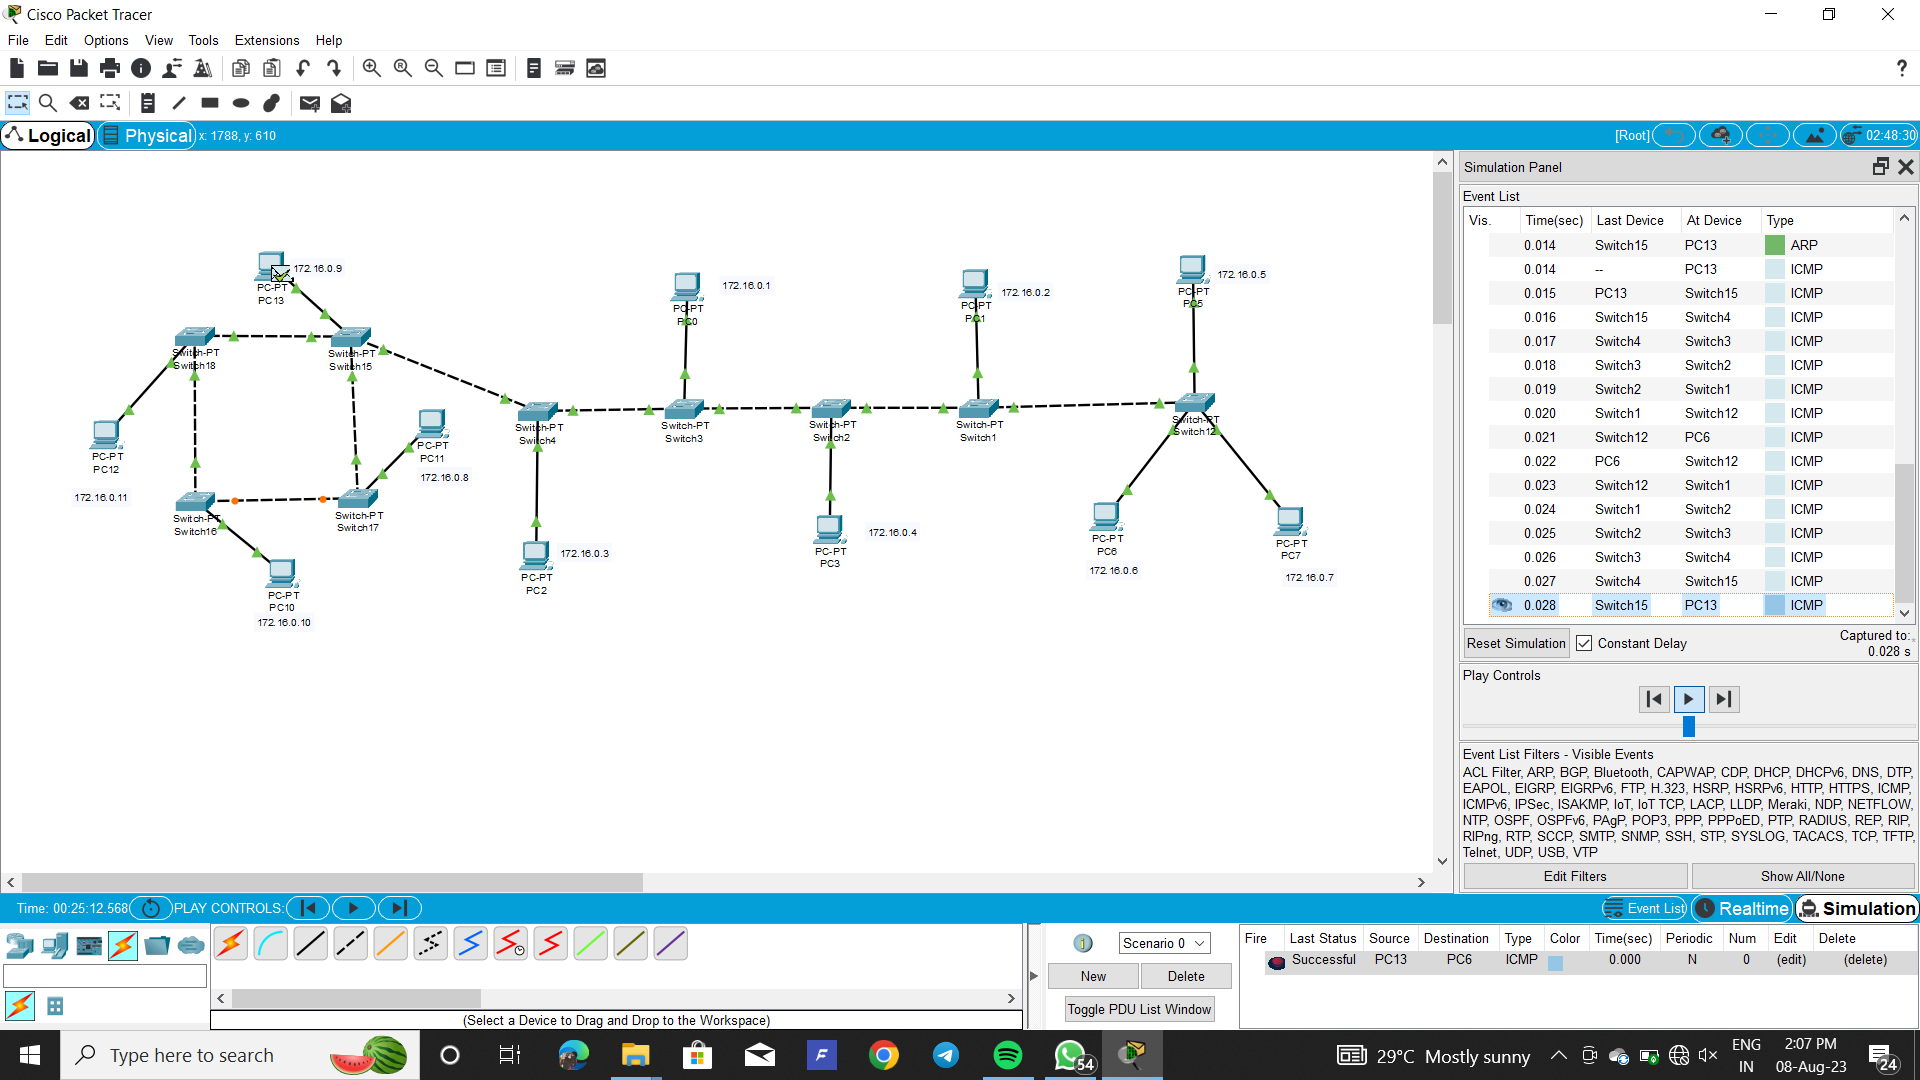 Cisco Packet Tracer
File Edit Options View Tools Extensions Help
Logical Physical x: 1788, y: 610 [Root] 02:48:30
172.16.0.9
PC-PT
PC13
Switch-PT
Switch18
Switch-PT
Switch15
PC-PT
PC12
172.16.0.11
PC-PT
PC11
172.16.0.8
Switch-PT
Switch16
Switch-PT
Switch17
PC-PT
PC10
172.16.0.10
Switch-PT
Switch4
172.16.0.3
PC-PT
PC2
172.16.0.1
PC-PT
PC0
Switch-PT
Switch3
Switch-PT
Switch2
172.16.0.4
PC-PT
PC3
172.16.0.2
PC-PT
PC1
Switch-PT
Switch1
172.16.0.5
PC-PT
PC5
Switch-PT
Switch12
PC-PT
PC6
172.16.0.6
PC-PT
PC7
172.16.0.7
Simulation Panel
Event List
Vis. Time(sec) Last Device At Device Type
0.014 Switch15 PC13 ARP
0.014 -- PC13 ICMP
0.015 PC13 Switch15 ICMP
0.016 Switch15 Switch4 ICMP
0.017 Switch4 Switch3 ICMP
0.018 Switch3 Switch2 ICMP
0.019 Switch2 Switch1 ICMP
0.020 Switch1 Switch12 ICMP
0.021 Switch12 PC6 ICMP
0.022 PC6 Switch12 ICMP
0.023 Switch12 Switch1 ICMP
0.024 Switch1 Switch2 ICMP
0.025 Switch2 Switch3 ICMP
0.026 Switch3 Switch4 ICMP
0.027 Switch4 Switch15 ICMP
0.028 Switch15 PC13 ICMP
Reset Simulation Constant Delay Captured to:
0.028 s
Play Controls
Event List Filters - Visible Events
ACL Filter, ARP, BGP, Bluetooth, CAPWAP, CDP, DHCP, DHCPv6, DNS, DTP,
EAPOL, EIGRP, EIGRPv6, FTP, H.323, HSRP, HSRPv6, HTTP, HTTPS, ICMP,
ICMPv6, IPSec, ISAKMP, IoT, IoT TCP, LACP, LLDP, Meraki, NDP, NETFLOW,
NTP, OSPF, OSPFv6, PAgP, POP3, PPP, PPPoED, PTP, RADIUS, REP, RIP,
RIPng, RTP, SCCP, SMTP, SNMP, SSH, STP, SYSLOG, TACACS, TCP, TFTP,
Telnet, UDP, USB, VTP
Edit Filters Show All/None
Time: 00:25:12.568 PLAY CONTROLS: Event List Realtime Simulation
Scenario 0
New Delete
Toggle PDU List Window
Fire Last Status Source Destination Type Color Time(sec) Periodic Num Edit Delete
Successful PC13 PC6 ICMP 0.000 N 0 (edit) (delete)
(Select a Device to Drag and Drop to the Workspace)
Type here to search
54
29°C Mostly sunny
ENG
IN
2:07 PM
08-Aug-23
24